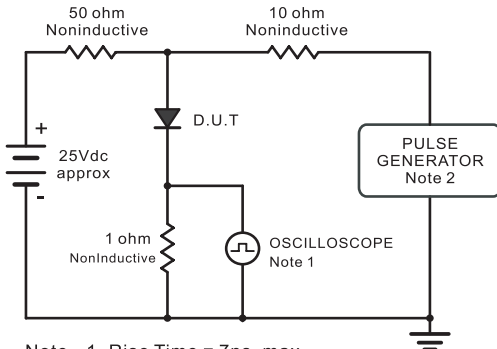 50 ohm
Noninductive
10 ohm
Noninductive
D.U.T
+
25Vdc
approx
-
PULSE
GENERATOR
Note 2
1 ohm
NonInductive
OSCILLOSCOPE
Note 1